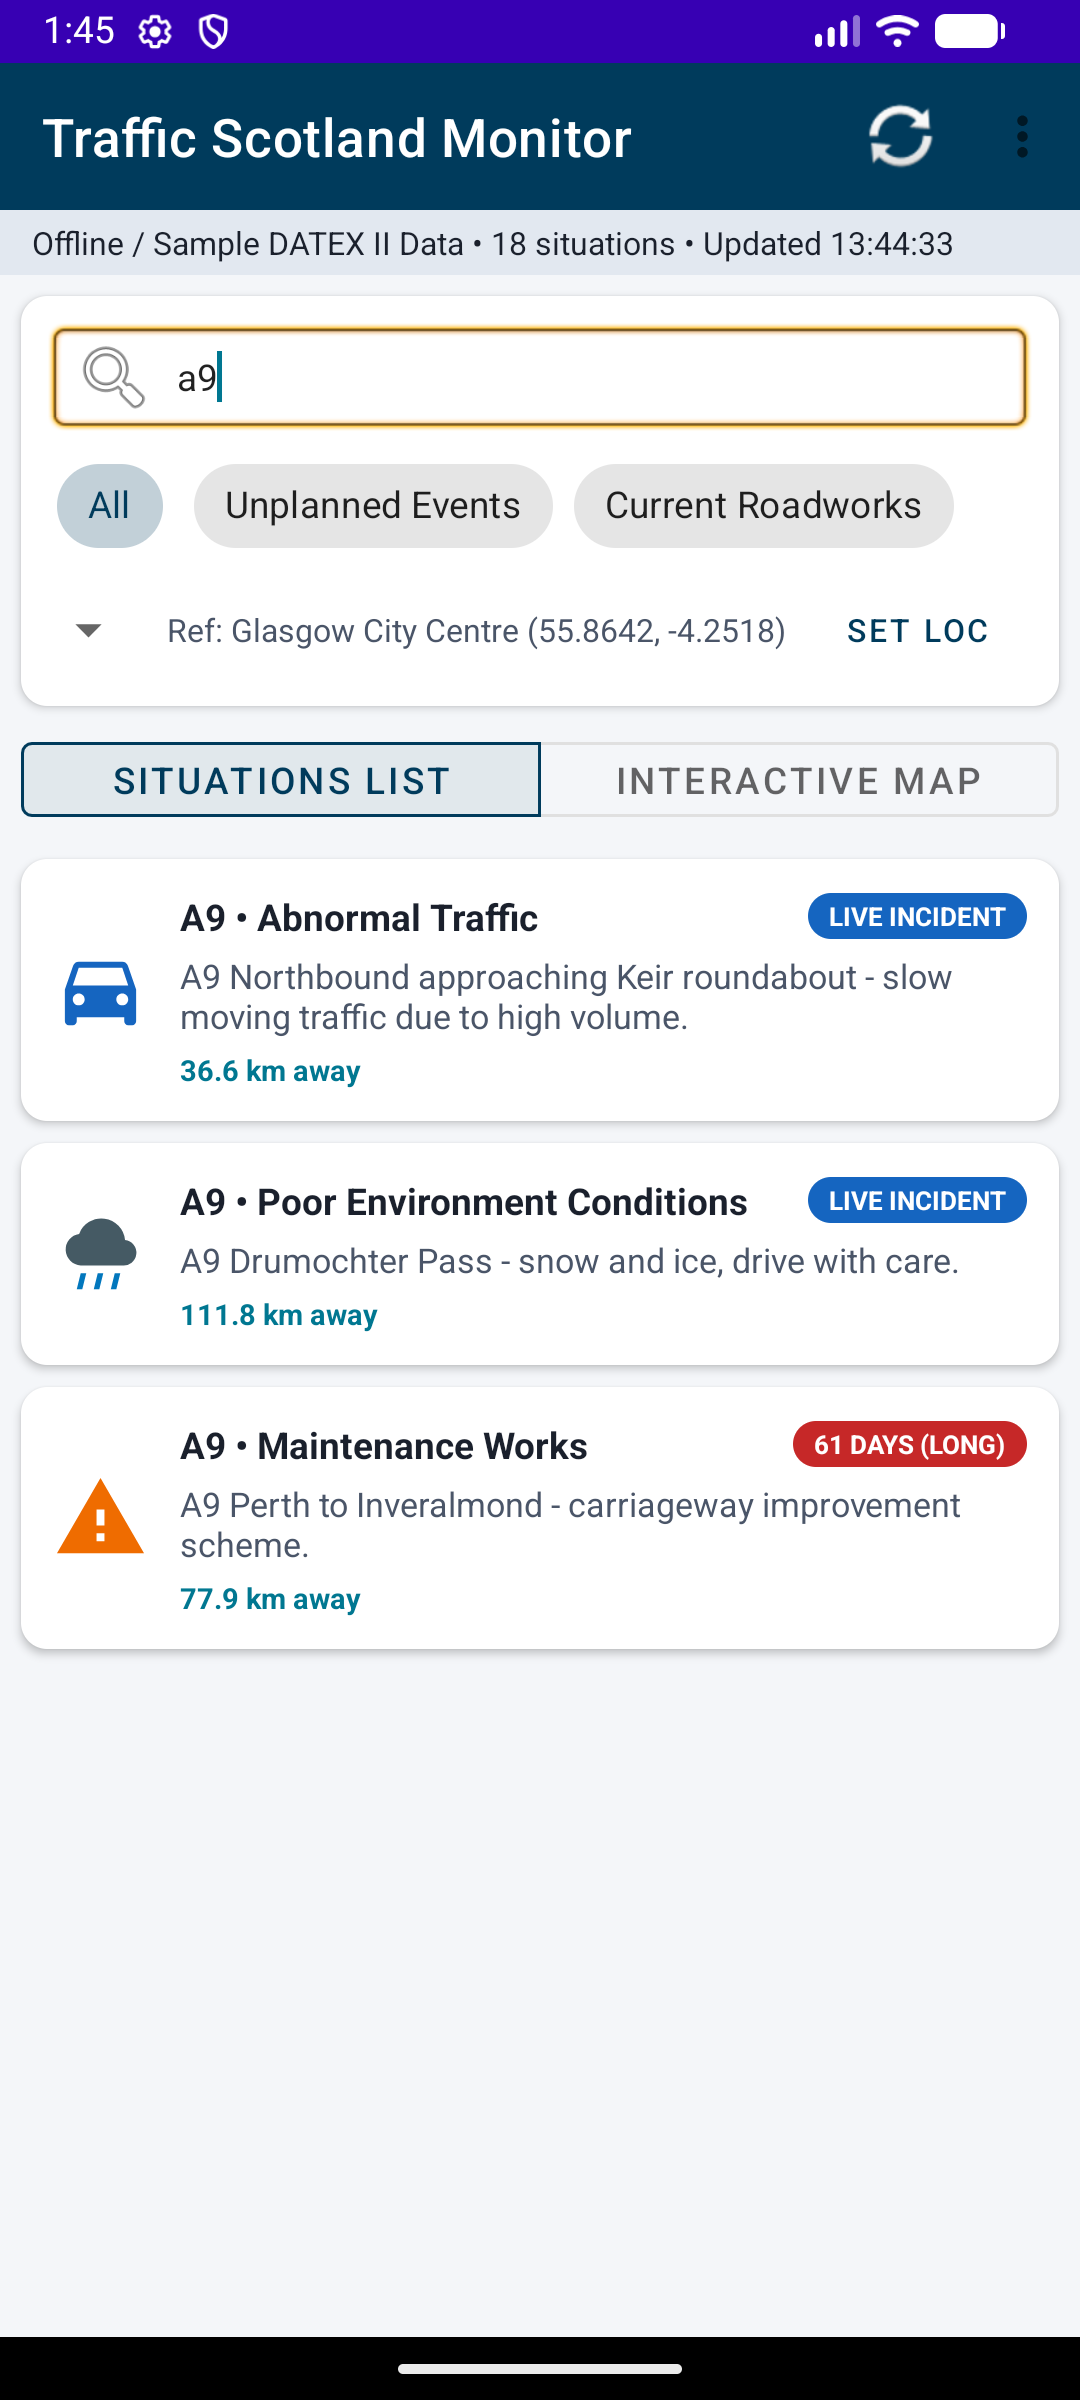 1:45
Traffic Scotland Monitor
Offline / Sample DATEX II Data • 18 situations • Updated 13:44:33
a9
All
Unplanned Events
Current Roadworks
Ref: Glasgow City Centre (55.8642, -4.2518)
SET LOC
SITUATIONS LIST
INTERACTIVE MAP
A9 • Abnormal Traffic
LIVE INCIDENT
A9 Northbound approaching Keir roundabout - slow
moving traffic due to high volume.
36.6 km away
A9 • Poor Environment Conditions
LIVE INCIDENT
A9 Drumochter Pass - snow and ice, drive with care.
111.8 km away
A9 • Maintenance Works
61 DAYS (LONG)
A9 Perth to Inveralmond - carriageway improvement
scheme.
77.9 km away